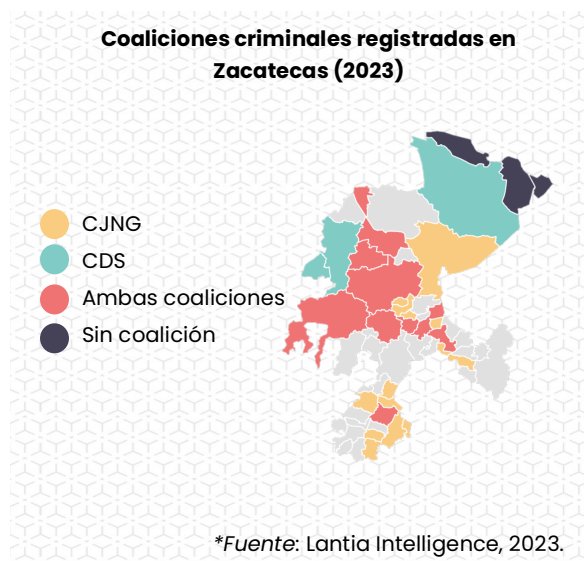 Coaliciones criminales registradas en
Zacatecas (2023)
CJNG
CDS
Ambas coaliciones
Sin coalición
*Fuente: Lantia Intelligence, 2023.